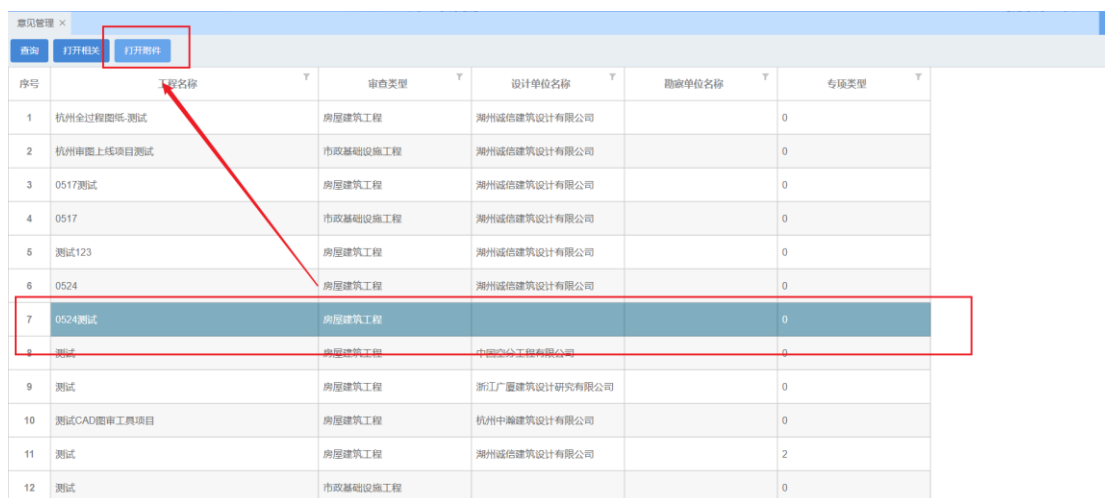 意见管理 ×
查询 打开相关 打开附件
序号 工程名称 审查类型 设计单位名称 勘察单位名称 专项类型
1 杭州全过程图纸-测试 房屋建筑工程 湖州诚信建筑设计有限公司 0
2 杭州审图上线项目测试 市政基础设施工程 湖州诚信建筑设计有限公司 0
3 0517测试 房屋建筑工程 湖州诚信建筑设计有限公司 0
4 0517 市政基础设施工程 湖州诚信建筑设计有限公司 0
5 测试123 房屋建筑工程 湖州诚信建筑设计有限公司 0
6 0524 房屋建筑工程 湖州诚信建筑设计有限公司 0
7 0524测试 房屋建筑工程 0
8 测试 房屋建筑工程 中国空分工程有限公司 0
9 测试 房屋建筑工程 浙江广厦建筑设计研究有限公司 0
10 测试CAD图审工具项目 房屋建筑工程 杭州中瀚建筑设计有限公司 0
11 测试 房屋建筑工程 湖州诚信建筑设计有限公司 2
12 测试 市政基础设施工程 0